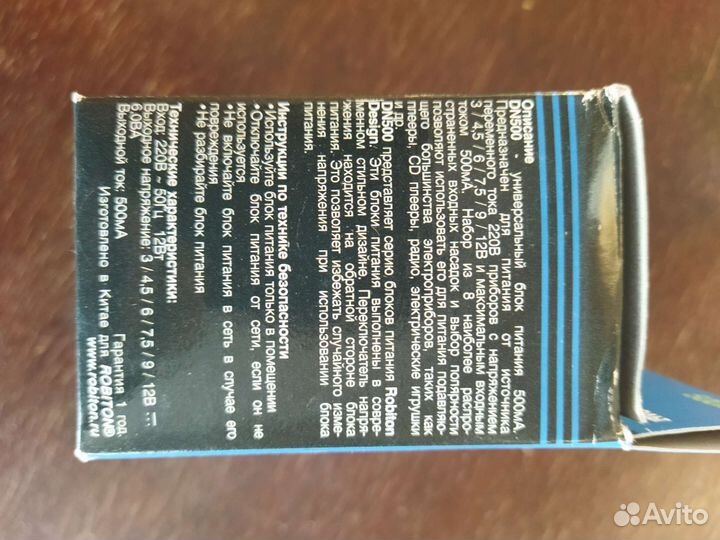 Описание
DN500 - универсальный блок питания 500мА.
Предназначен для питания от источника
переменного тока 220В приборов с напряжением
3 / 4,5 / 6 / 7,5 / 9 / 12В и максимальным входным
током 500мА. Набор из 8 наиболее распро-
страненных входных насадок и выбор полярности
позволяют использовать его для питания подавляю-
щего большинства электроприборов, таких как
плееры, CD плееры, радио, электрические игрушки
и др.
DN500 представляет серию блоков питания Robiton
Design. Эти блоки питания выполнены в совре-
менном стильном дизайне. Переключатель напря-
жения находится на обратной стороне блока
питания. Это позволяет избежать случайного изме-
нения напряжения при использовании блока
питания.
Инструкции по технике безопасности
• Используйте блок питания только в помещении
• Отключайте блок питания от сети, если он не
используется
• Не включайте блок питания в сеть в случае его
повреждения
• Не разбирайте блок питания
Технические характеристики:
Вход: 220В ~ 50Гц 12Вт
Выходное напряжение: 3 / 4,5 / 6 / 7,5 / 9 / 12В
6.0ВА
Выходной ток: 500мА
Гарантия 1 год.
Изготовлено в Китае для ROBITON®
www.robiton.ru
Avito